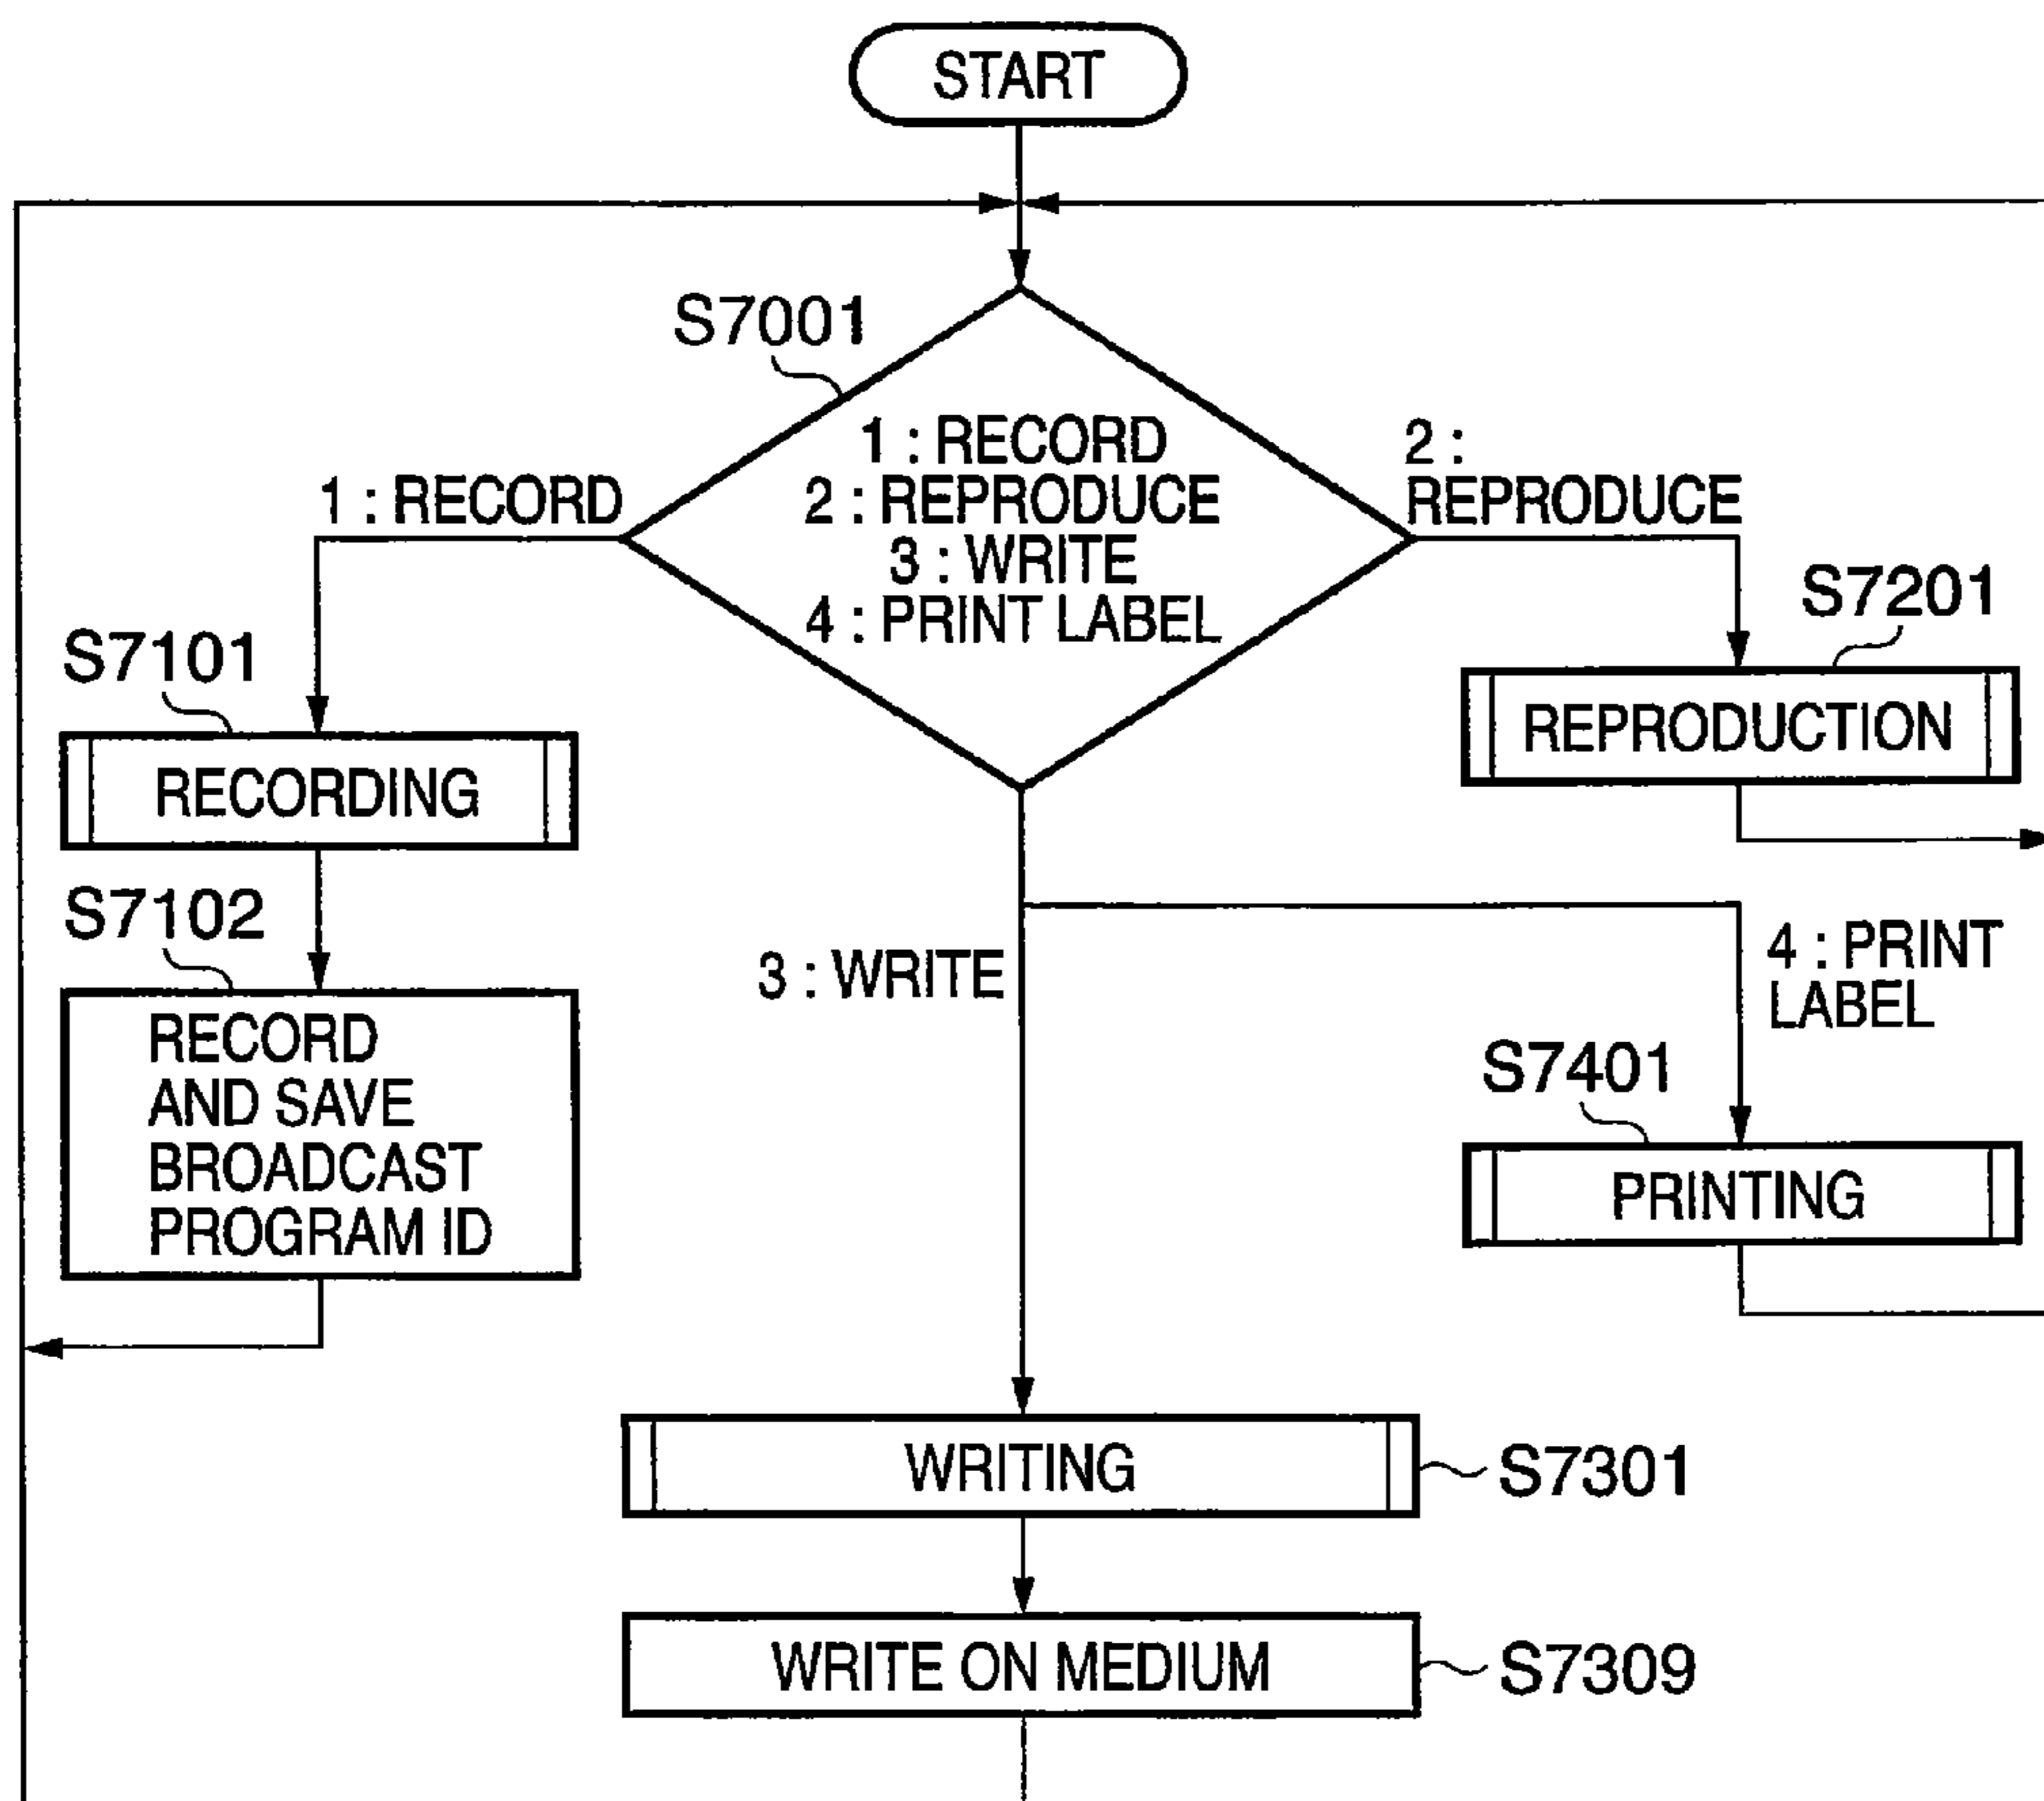 START
S7001
1 : RECORD
2 : REPRODUCE
3 : WRITE
4 : PRINT LABEL
1 : RECORD
2 :
REPRODUCE
S7101
RECORDING
S7201
REPRODUCTION
S7102
RECORD
AND SAVE
BROADCAST
PROGRAM ID
3 : WRITE
4 : PRINT
LABEL
S7401
PRINTING
WRITING
S7301
WRITE ON MEDIUM
S7309